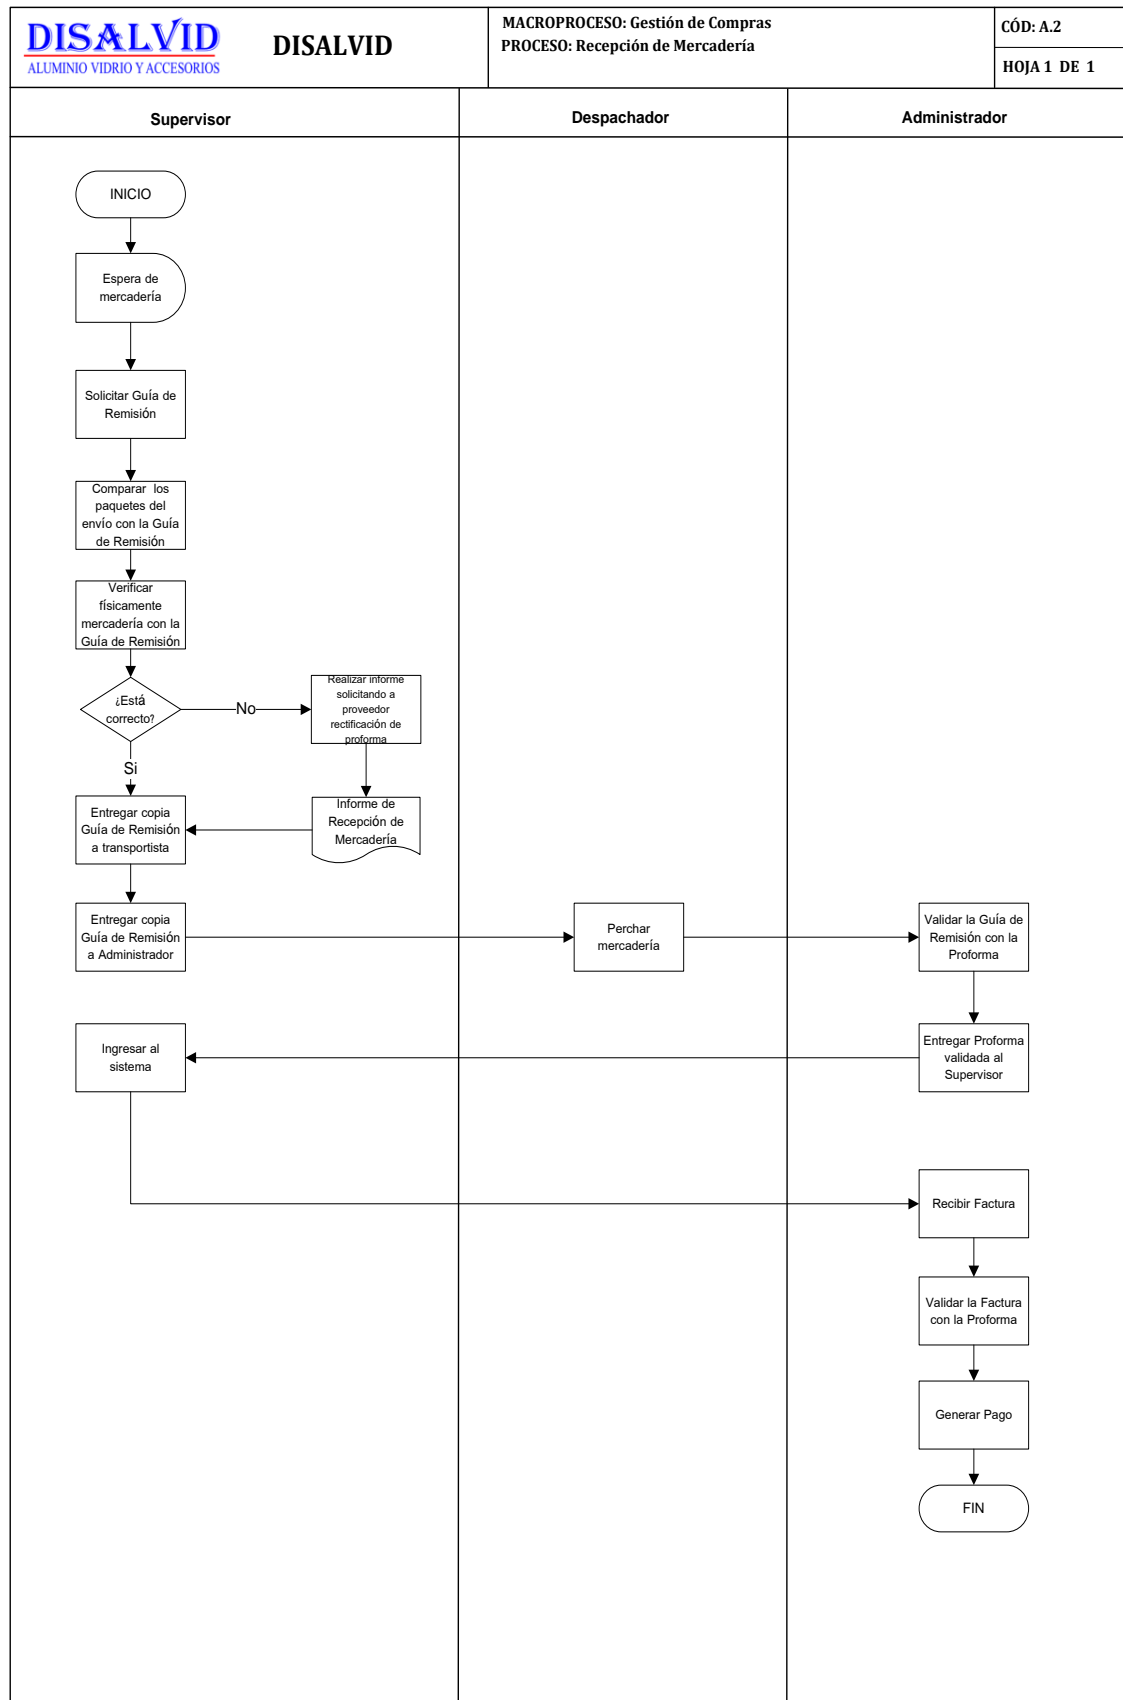 DISALVID
ALUMINIO VIDRIO Y ACCESORIOS
DISALVID
MACROPROCESO: Gestión de Compras
PROCESO: Recepción de Mercadería
CÓD: A.2
HOJA 1 DE 1
Supervisor
Despachador
Administrador
INICIO
Espera de
mercadería
Solicitar Guía de
Remisión
Comparar los
paquetes del
envío con la Guía
de Remisión
Verificar
físicamente
mercadería con la
Guía de Remisión
¿Está
correcto?
No
Realizar informe
solicitando a
proveedor
rectificación de
proforma
Si
Informe de
Recepción de
Mercadería
Entregar copia
Guía de Remisión
a transportista
Entregar copia
Guía de Remisión
a Administrador
Perchar
mercadería
Validar la Guía de
Remisión con la
Proforma
Ingresar al
sistema
Entregar Proforma
validada al
Supervisor
Recibir Factura
Validar la Factura
con la Proforma
Generar Pago
FIN